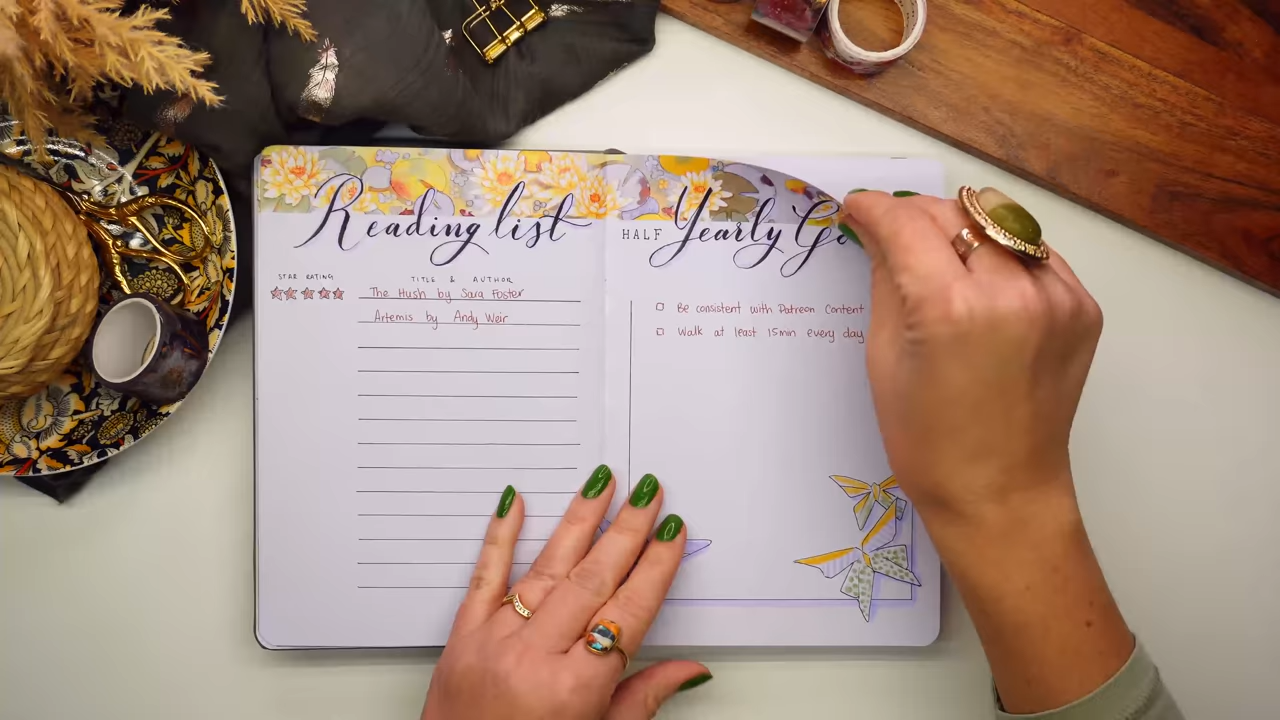 Reading list
STAR RATING
TITLE & AUTHOR
The Hush by Sara Foster
Artemis by Andy Weir
HALF Yearly Go
Be consistent with Patreon Content
Walk at least 15min every day